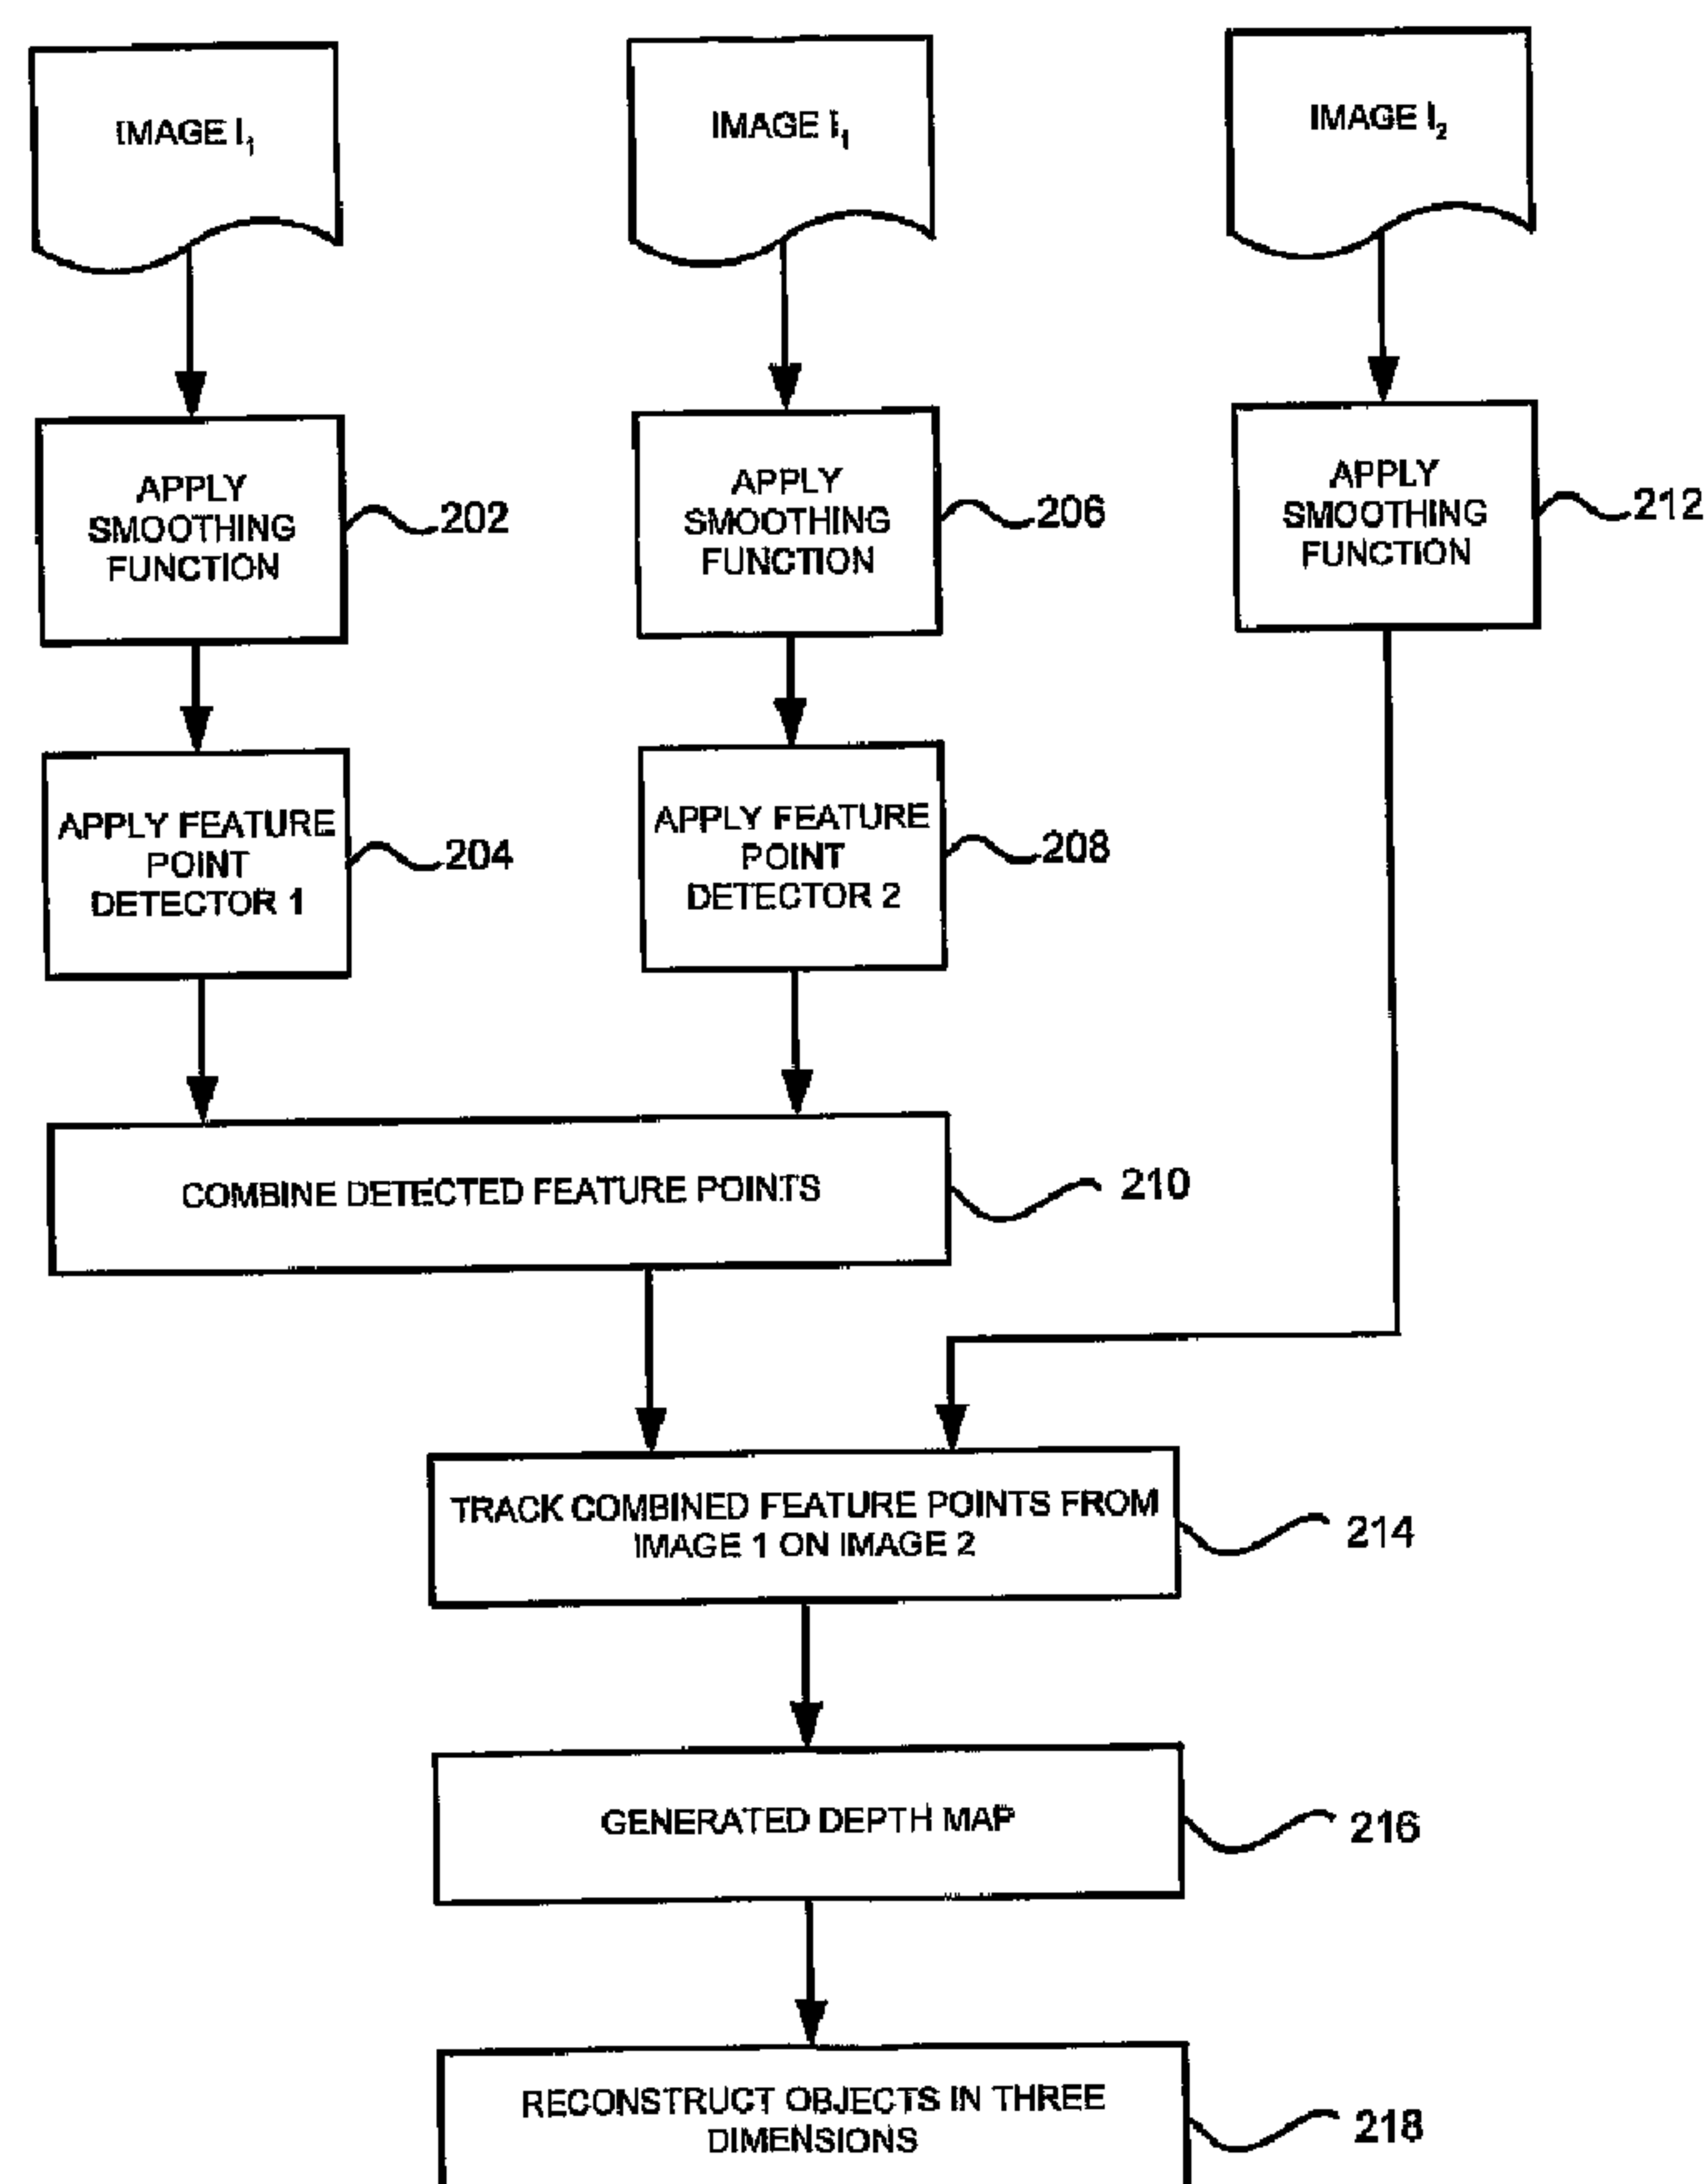 IMAGE I₁
IMAGE I₁
IMAGE I₂
APPLY
SMOOTHING
FUNCTION
202
APPLY
SMOOTHING
FUNCTION
206
APPLY
SMOOTHING
FUNCTION
212
APPLY FEATURE
POINT
DETECTOR 1
204
APPLY FEATURE
POINT
DETECTOR 2
208
COMBINE DETECTED FEATURE POINTS
210
TRACK COMBINED FEATURE POINTS FROM
IMAGE 1 ON IMAGE 2
214
GENERATED DEPTH MAP
216
RECONSTRUCT OBJECTS IN THREE
DIMENSIONS
218